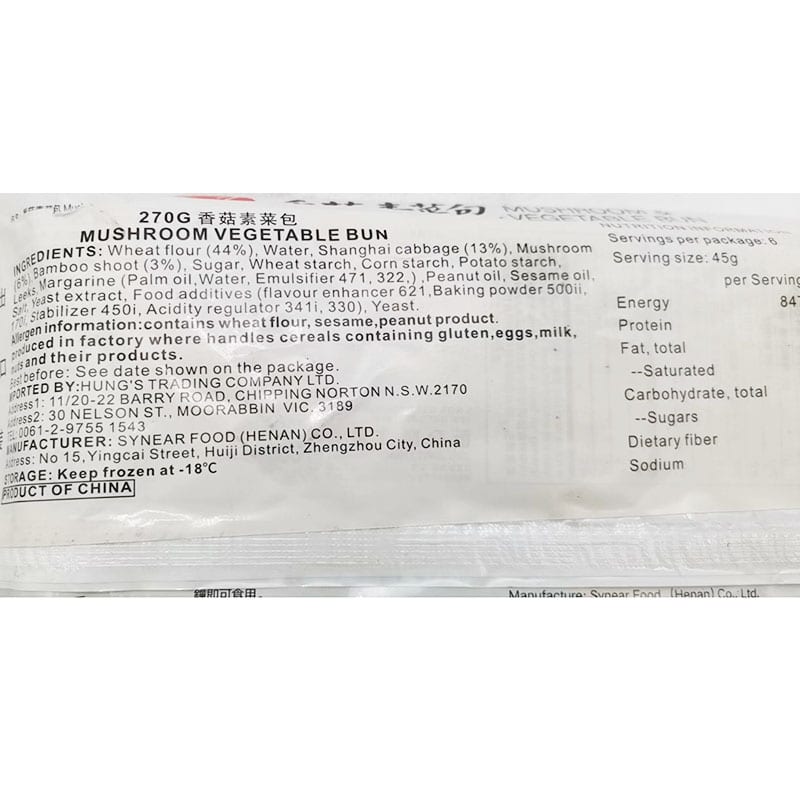 270G 香菇素菜包
MUSHROOM VEGETABLE BUN
INGREDIENTS: Wheat flour (44%), Water, Shanghai cabbage (13%), Mushroom
(6%), Bamboo shoot (3%), Sugar, Wheat starch, Corn starch, Potato starch,
Leeks, Margarine (Palm oil,Water, Emulsifier 471, 322,) ,Peanut oil, Sesame oil,
Salt, Yeast extract, Food additives (flavour enhancer 621,Baking powder 500ii,
170i, Stabilizer 450i, Acidity regulator 341i, 330), Yeast.
Allergen information:contains wheat flour, sesame,peanut product.
produced in factory where handles cereals containing gluten,eggs,milk,
nuts and their products.
Best before: See date shown on the package.
IMPORTED BY:HUNG'S TRADING COMPANY LTD.
Address1: 11/20-22 BARRY ROAD, CHIPPING NORTON N.S.W.2170
Address2: 30 NELSON ST., MOORABBIN VIC. 3189
TEL: 0061-2-9755 1543
MANUFACTURER: SYNEAR FOOD (HENAN) CO., LTD.
Address: No 15,Yingcai Street, Huiji District, Zhengzhou City, China
STORAGE: Keep frozen at -18℃
PRODUCT OF CHINA
MUSHROOM &
VEGETABLE BUN
NUTRITION INFORMATION
Servings per package: 6
Serving size: 45g
per Serving
Energy 847
Protein
Fat, total
--Saturated
Carbohydrate, total
--Sugars
Dietary fiber
Sodium
即可食用。
Manufacture: Synear Food (Henan) Co., Ltd.